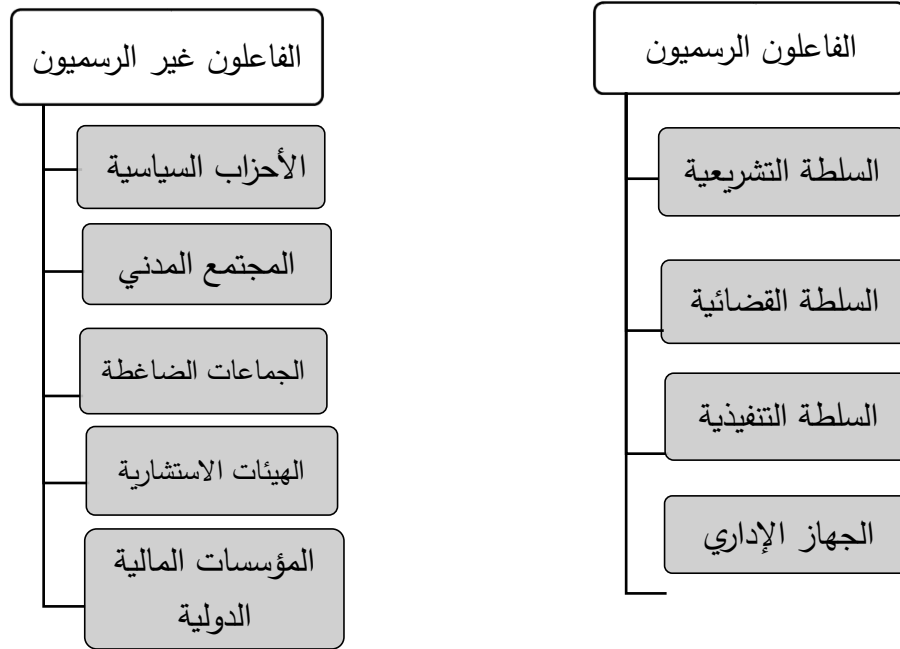 الفاعلون الرسميون
السلطة التشريعية
السلطة القضائية
السلطة التنفيذية
الجهاز الإداري
الفاعلون غير الرسميون
الأحزاب السياسية
المجتمع المدني
الجماعات الضاغطة
الهيئات الاستشارية
المؤسسات المالية
الدولية